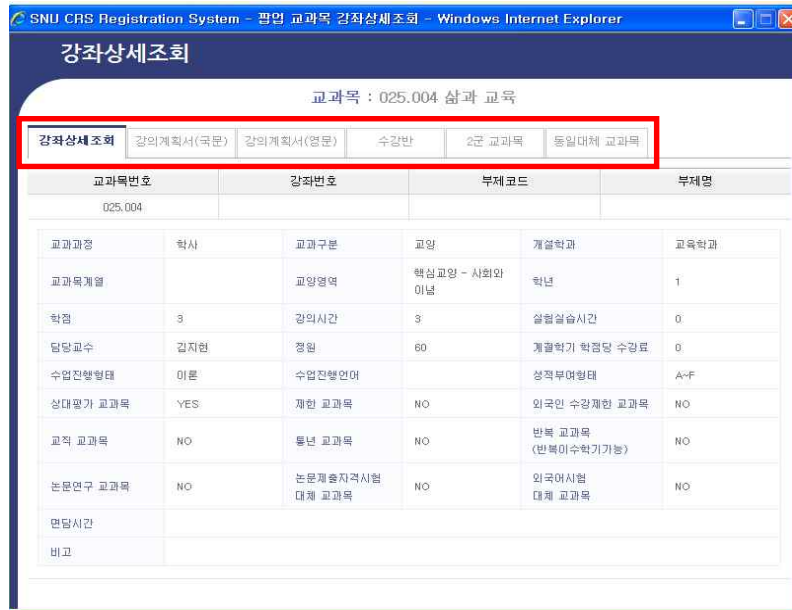 SNU CRS Registration System - 팝업 교과목 강좌상세조회 - Windows Internet Explorer
강좌상세조회
교과목 : 025.004 삶과 교육
강좌상세조회 강의계획서(국문) 강의계획서(영문) 수강반 2군 교과목 동일대체 교과목
교과목번호 강좌번호 부제코드 부제명
025.004
교과과정 학사 교과구분 교양 개설학과 교육학과
교과목계열 교양영역 핵심교양 - 사회와 이념 학년 1
학점 3 강의시간 3 실험실습시간 0
담당교수 김지현 정원 60 계절학기 학점당 수강료 0
수업진행형태 이론 수업진행언어 성적부여형태 A~F
상대평가 교과목 YES 제한 교과목 NO 외국인 수강제한 교과목 NO
교직 교과목 NO 통년 교과목 NO 반복 교과목 (반복이수학기가능) NO
논문연구 교과목 NO 논문제출자격시험 대체 교과목 NO 외국어시험 대체 교과목 NO
면담시간
비고